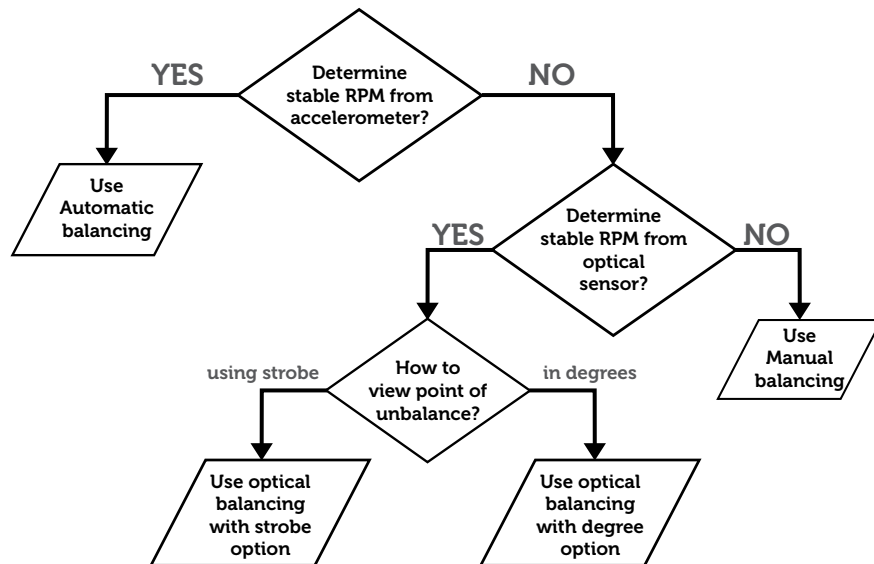 YES
Determine
stable RPM from
accelerometer?
NO
Use
Automatic
balancing
YES
Determine
stable RPM from
optical
sensor?
NO
Use
Manual
balancing
using strobe
How to
view point of
unbalance?
in degrees
Use optical
balancing
with strobe
option
Use optical
balancing
with degree
option